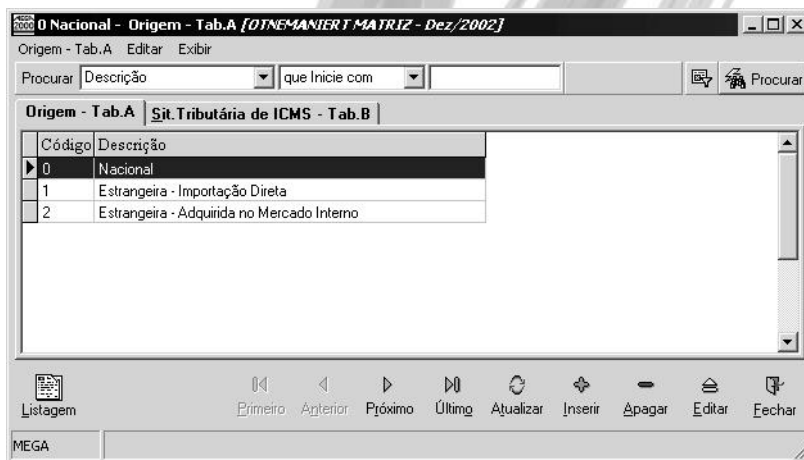 2000 0 Nacional - Origem - Tab.A [OTNEMANIERT MATRIZ - Dez/2002]
Origem - Tab.A Editar Exibir
Procurar Descrição que Inicie com Procurar
Origem - Tab.A Sit.Tributária de ICMS - Tab.B
Código Descrição
0 Nacional
1 Estrangeira - Importação Direta
2 Estrangeira - Adquirida no Mercado Interno
Listagem Primeiro Anterior Próximo Último Atualizar Inserir Apagar Editar Fechar
MEGA